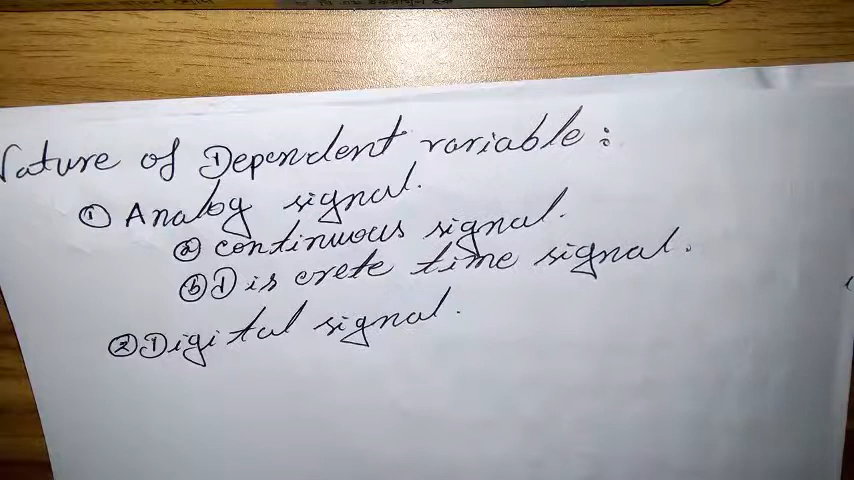 Nature of Dependent variable :
① Analog signal.
ⓐ continuous signal.
ⓑ Discrete time signal.
② Digital signal.